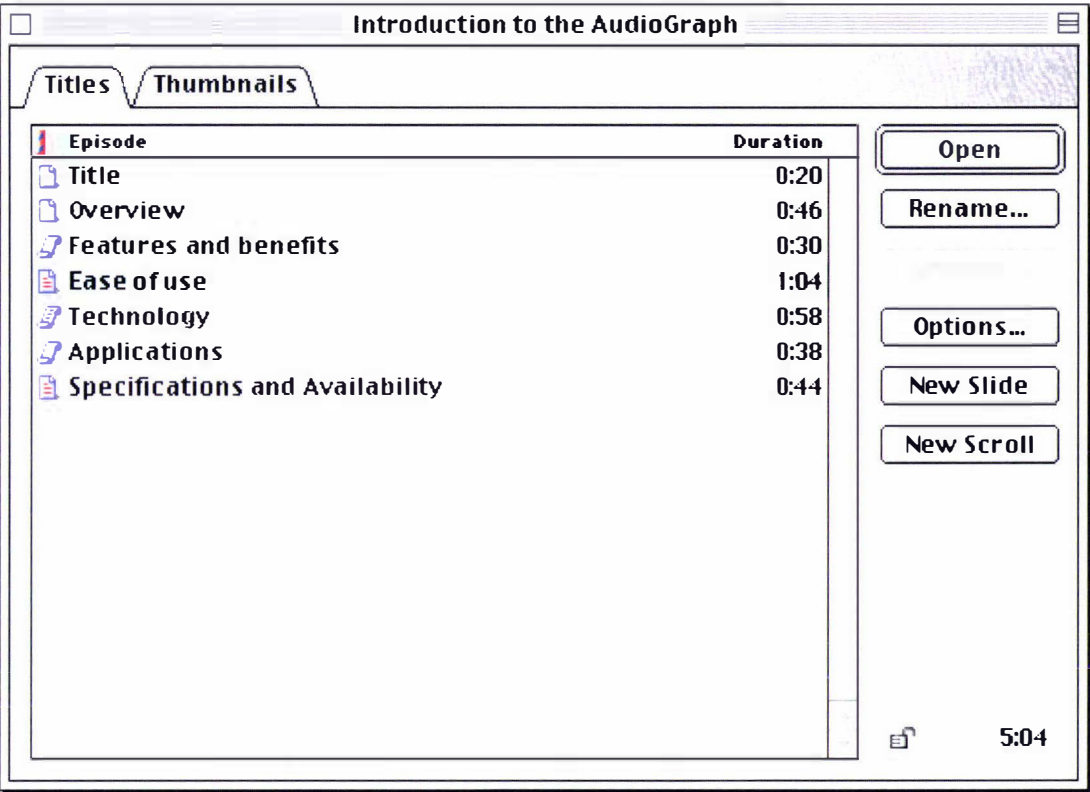 Introduction to the AudioGraph
Titles Thumbnails
Episode Duration
Title 0:20
Overview 0:46
Features and benefits 0:30
Ease of use 1:04
Technology 0:58
Applications 0:38
Specifications and Availability 0:44
Open
Rename...
Options...
New Slide
New Scroll
5:04